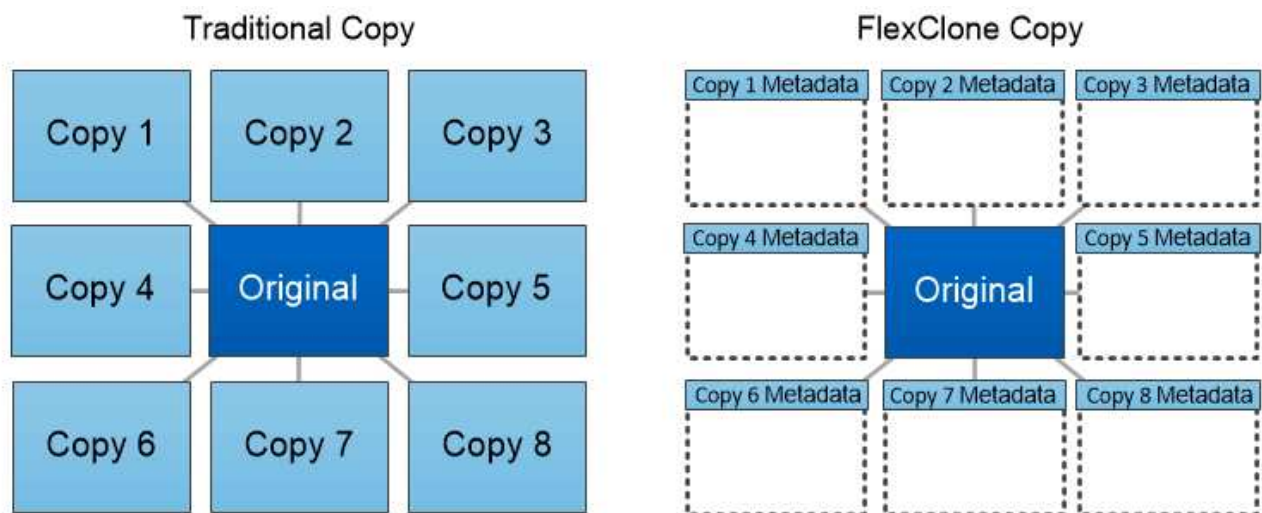 Traditional Copy
Copy 1
Copy 2
Copy 3
Copy 4
Original
Copy 5
Copy 6
Copy 7
Copy 8
FlexClone Copy
Copy 1 Metadata
Copy 2 Metadata
Copy 3 Metadata
Copy 4 Metadata
Original
Copy 5 Metadata
Copy 6 Metadata
Copy 7 Metadata
Copy 8 Metadata